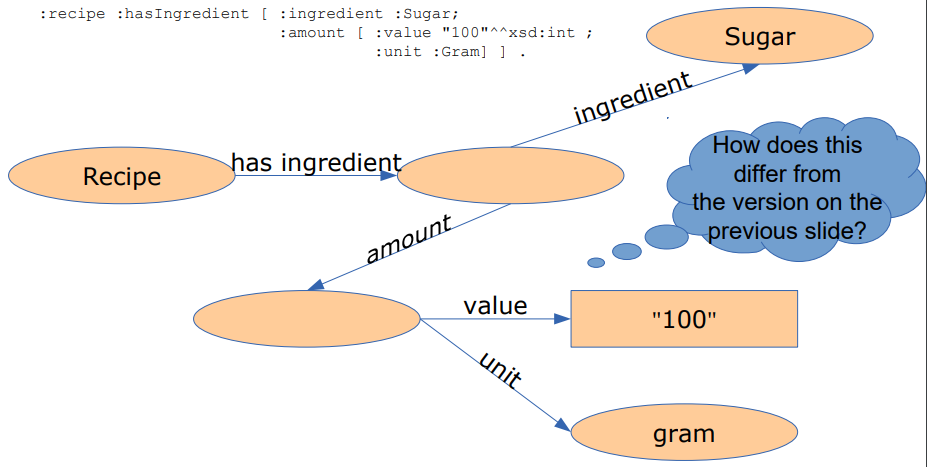 :recipe :hasIngredient [ :ingredient :Sugar;
:amount [ :value "100"^^xsd:int ;
:unit :Gram] ] .
Sugar
ingredient
How does this
differ from
the version on the
previous slide?
Recipe
has ingredient
amount
value
"100"
unit
gram